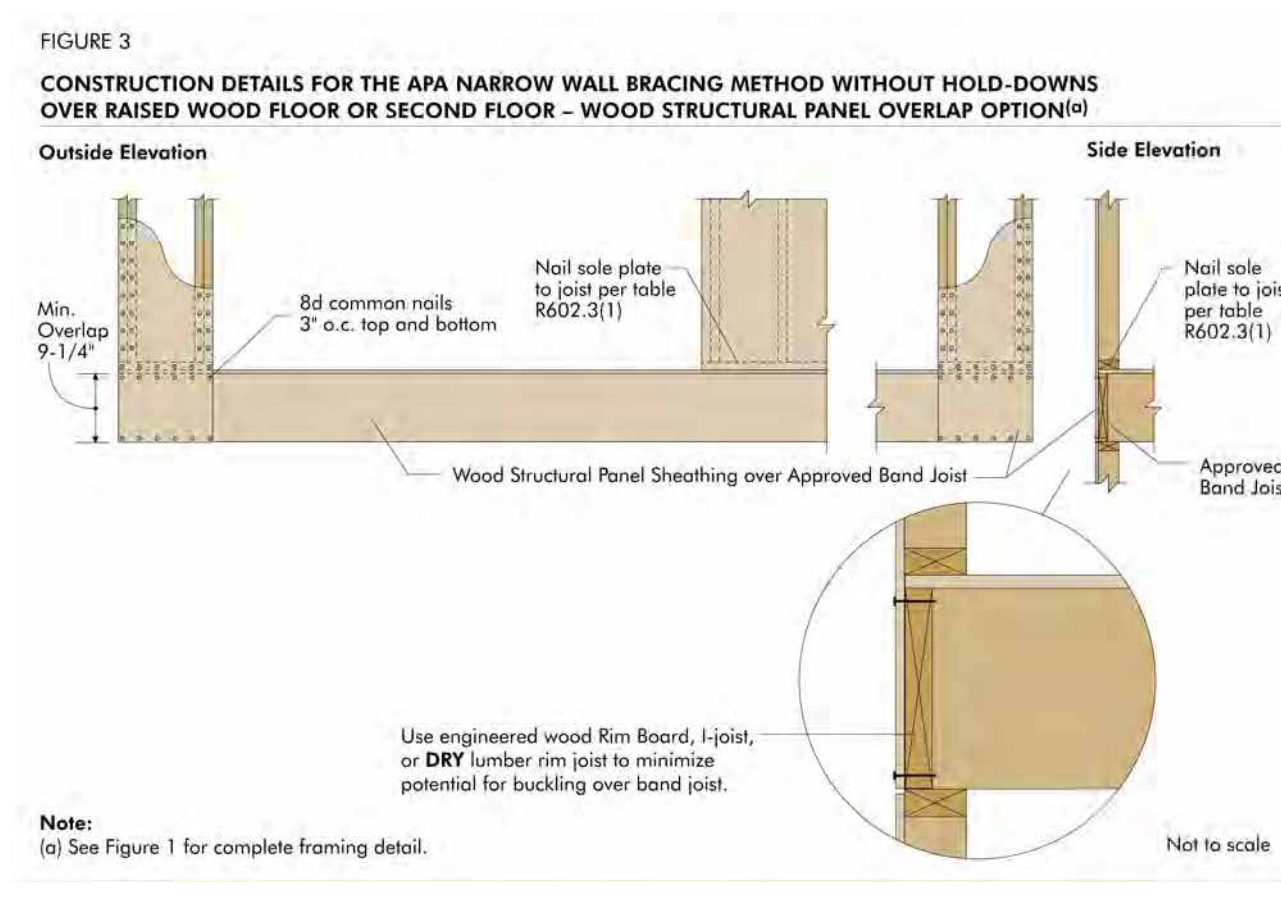 FIGURE 3
CONSTRUCTION DETAILS FOR THE APA NARROW WALL BRACING METHOD WITHOUT HOLD-DOWNS
OVER RAISED WOOD FLOOR OR SECOND FLOOR – WOOD STRUCTURAL PANEL OVERLAP OPTION(a)
Outside Elevation
Side Elevation
Min.
Overlap
9-1/4"
8d common nails
3" o.c. top and bottom
Nail sole plate
to joist per table
R602.3(1)
Nail sole
plate to jois
per table
R602.3(1)
Wood Structural Panel Sheathing over Approved Band Joist
Approved
Band Jois
Use engineered wood Rim Board, I-joist,
or DRY lumber rim joist to minimize
potential for buckling over band joist.
Note:
(a) See Figure 1 for complete framing detail.
Not to scale